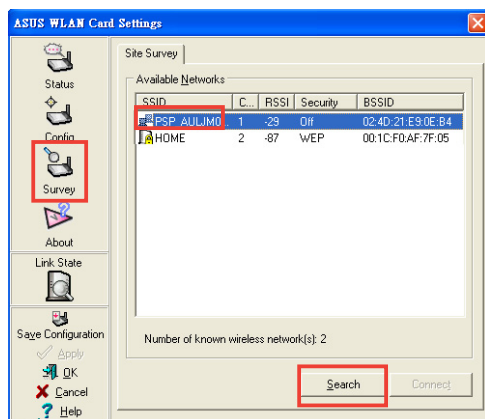 ASUS WLAN Card Settings
Status
Config
Survey
About
Link State
Save Configuration
Apply
OK
Cancel
Help
Site Survey
Available Networks
SSID C... RSSI Security BSSID
PSP_AULJM0... 1 -29 Off 02:4D:21:E9:0E:B4
HOME 2 -87 WEP 00:1C:F0:AF:7F:05
Number of known wireless network(s): 2
Search Connect